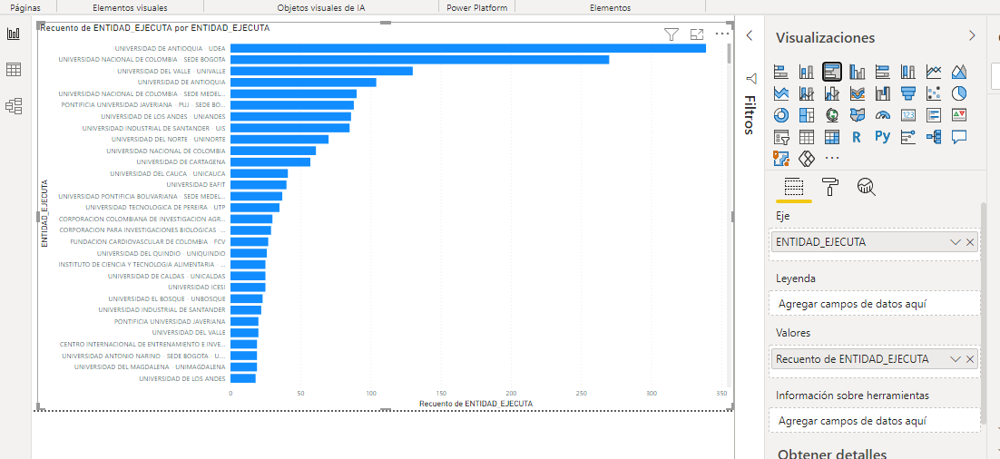 Páginas
Elementos visuales
Objetos visuales de IA
Power Platform
Elementos
Recuento de ENTIDAD_EJECUTA por ENTIDAD_EJECUTA
UNIVERSIDAD DE ANTIOQUIA - UDEA
UNIVERSIDAD NACIONAL DE COLOMBIA - SEDE BOGOTA
UNIVERSIDAD DEL VALLE - UNIVALLE
UNIVERSIDAD DE ANTIOQUIA
UNIVERSIDAD NACIONAL DE COLOMBIA - SEDE MEDEL...
PONTIFICIA UNIVERSIDAD JAVERIANA - PUJ - SEDE BO...
UNIVERSIDAD DE LOS ANDES - UNIANDES
UNIVERSIDAD INDUSTRIAL DE SANTANDER - UIS
UNIVERSIDAD DEL NORTE - UNINORTE
UNIVERSIDAD NACIONAL DE COLOMBIA
UNIVERSIDAD DE CARTAGENA
UNIVERSIDAD DEL CAUCA - UNICAUCA
UNIVERSIDAD EAFIT
UNIVERSIDAD PONTIFICIA BOLIVARIANA - SEDE MEDEL...
UNIVERSIDAD TECNOLOGICA DE PEREIRA - UTP
CORPORACION COLOMBIANA DE INVESTIGACION AGR...
CORPORACION PARA INVESTIGACIONES BIOLOGICAS - ...
FUNDACION CARDIOVASCULAR DE COLOMBIA - FCV
UNIVERSIDAD DEL QUINDIO - UNIQUINDIO
INSTITUTO DE CIENCIA Y TECNOLOGIA ALIMENTARIA - ...
UNIVERSIDAD DE CALDAS - UNICALDAS
UNIVERSIDAD ICESI
UNIVERSIDAD EL BOSQUE - UNBOSQUE
UNIVERSIDAD INDUSTRIAL DE SANTANDER
PONTIFICIA UNIVERSIDAD JAVERIANA
UNIVERSIDAD DEL VALLE
CENTRO INTERNACIONAL DE ENTRENAMIENTO E INVE...
UNIVERSIDAD ANTONIO NARINO - SEDE BOGOTA - U...
UNIVERSIDAD DEL MAGDALENA - UNIMAGDALENA
UNIVERSIDAD DE LOS ANDES
ENTIDAD_EJECUTA
0 50 100 150 200 250 300 350
Recuento de ENTIDAD_EJECUTA
Filtros
Visualizaciones
123
R
Py
Eje
ENTIDAD_EJECUTA
Leyenda
Agregar campos de datos aquí
Valores
Recuento de ENTIDAD_EJECUTA
Información sobre herramientas
Agregar campos de datos aquí
Obtener detalles